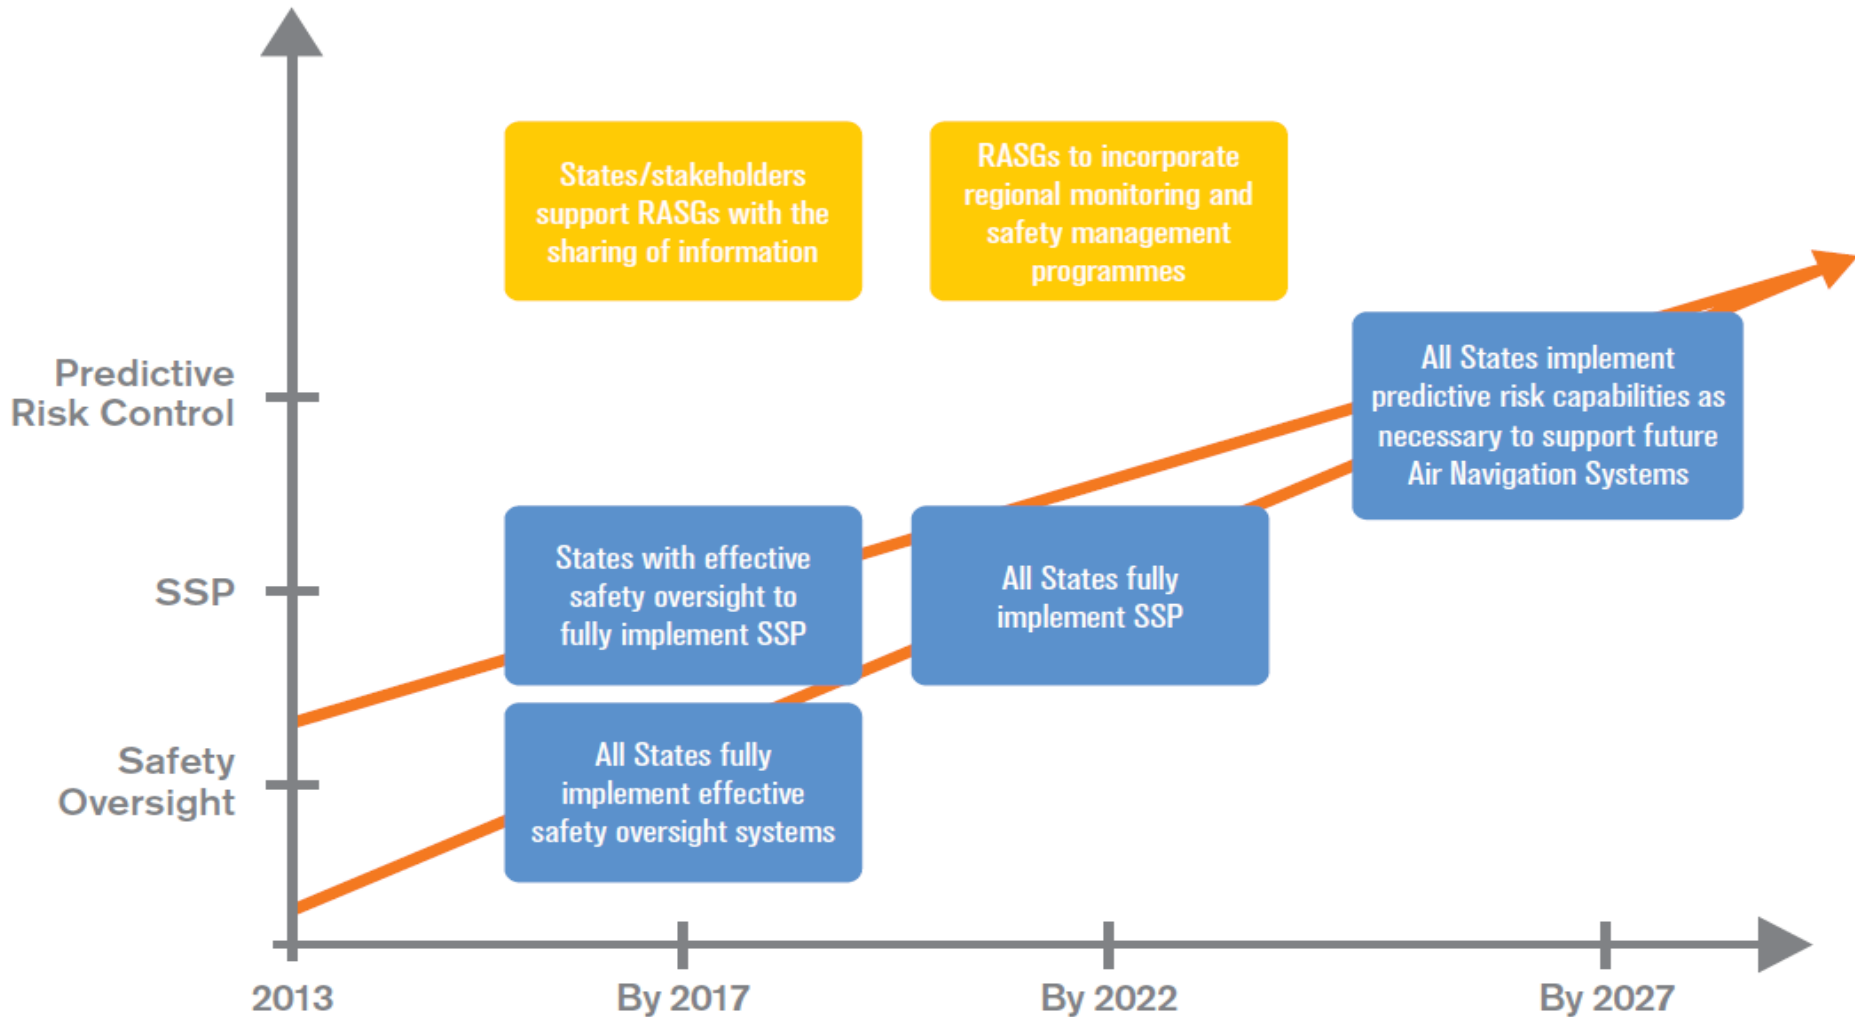 States/stakeholders
support RASGs with the
sharing of information
RASGs to incorporate
regional monitoring and
safety management
programmes
Predictive
Risk Control
All States implement
predictive risk capabilities as
necessary to support future
Air Navigation Systems
SSP
States with effective
safety oversight to
fully implement SSP
All States fully
implement SSP
Safety
Oversight
All States fully
implement effective
safety oversight systems
2013
By 2017
By 2022
By 2027